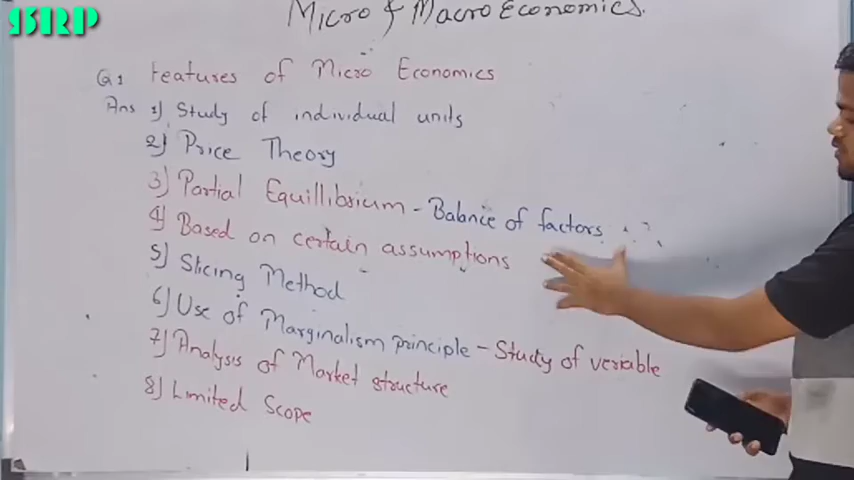 SRP
Micro & Macro Economics.
Q1 Features of Micro Economics
Ans 1) Study of individual units
2) Price Theory
3) Partial Equillibrium - Balance of factors
4) Based on certain assumptions
5) Slicing Method
6) Use of Marginalism principle - Study of variable
7) Analysis of Market structure
8) Limited Scope